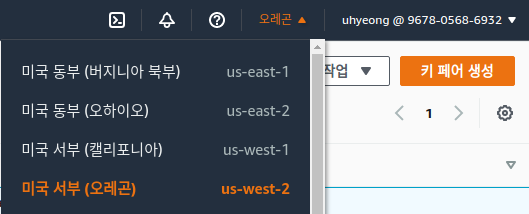 오레곤 uhyeong @ 9678-0568-6932
미국 동부 (버지니아 북부) us-east-1
작업 키 페어 생성
미국 동부 (오하이오) us-east-2
1
미국 서부 (캘리포니아) us-west-1
미국 서부 (오레곤) us-west-2